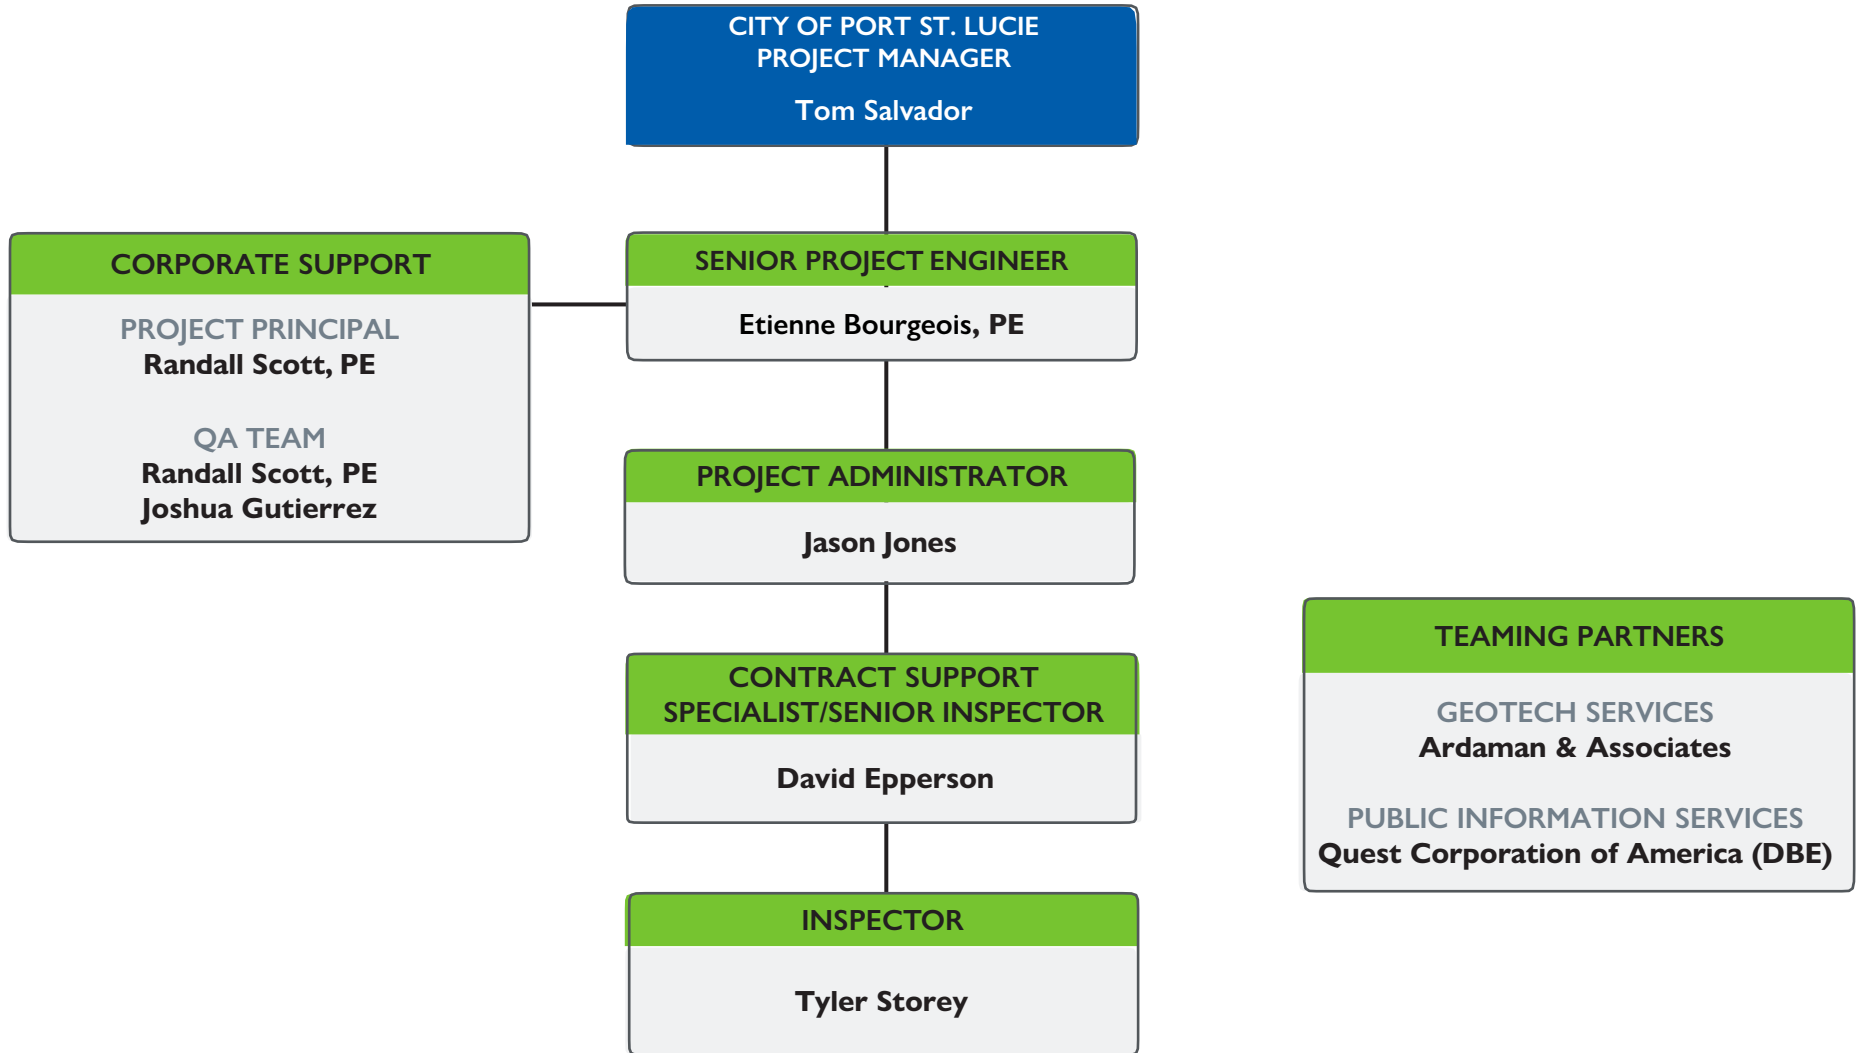 CITY OF PORT ST. LUCIE
PROJECT MANAGER
Tom Salvador
CORPORATE SUPPORT
PROJECT PRINCIPAL
Randall Scott, PE
QA TEAM
Randall Scott, PE
Joshua Gutierrez
SENIOR PROJECT ENGINEER
Etienne Bourgeois, PE
PROJECT ADMINISTRATOR
Jason Jones
CONTRACT SUPPORT
SPECIALIST/SENIOR INSPECTOR
David Epperson
INSPECTOR
Tyler Storey
TEAMING PARTNERS
GEOTECH SERVICES
Ardaman & Associates
PUBLIC INFORMATION SERVICES
Quest Corporation of America (DBE)